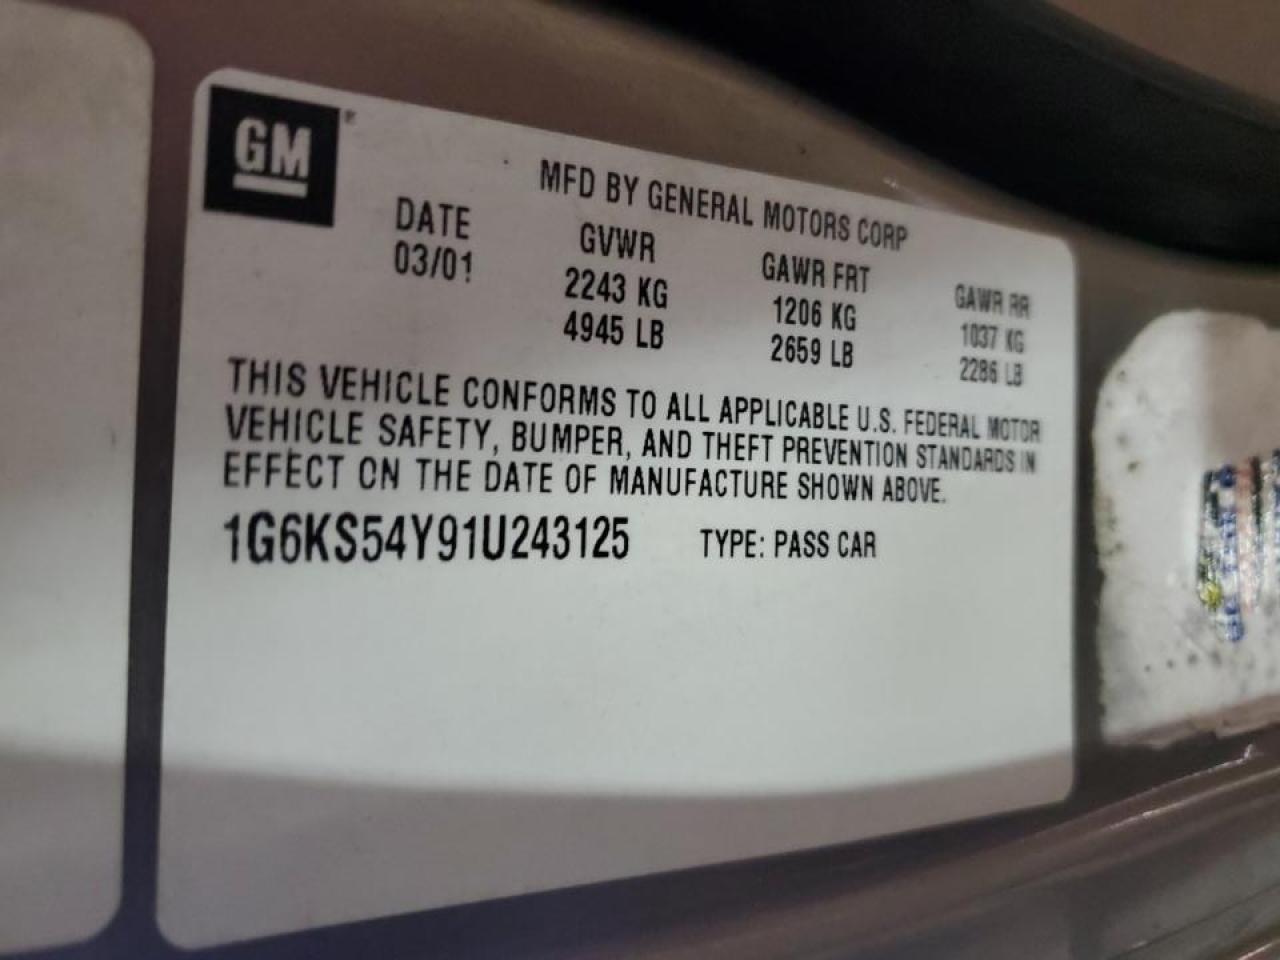 GM
MFD BY GENERAL MOTORS CORP
DATE GVWR GAWR FRT GAWR RR
03/01 2243 KG 1206 KG 1037 KG
4945 LB 2659 LB 2286 LB
THIS VEHICLE CONFORMS TO ALL APPLICABLE U.S. FEDERAL MOTOR
VEHICLE SAFETY, BUMPER, AND THEFT PREVENTION STANDARDS IN
EFFECT ON THE DATE OF MANUFACTURE SHOWN ABOVE.
1G6KS54Y91U243125 TYPE: PASS CAR